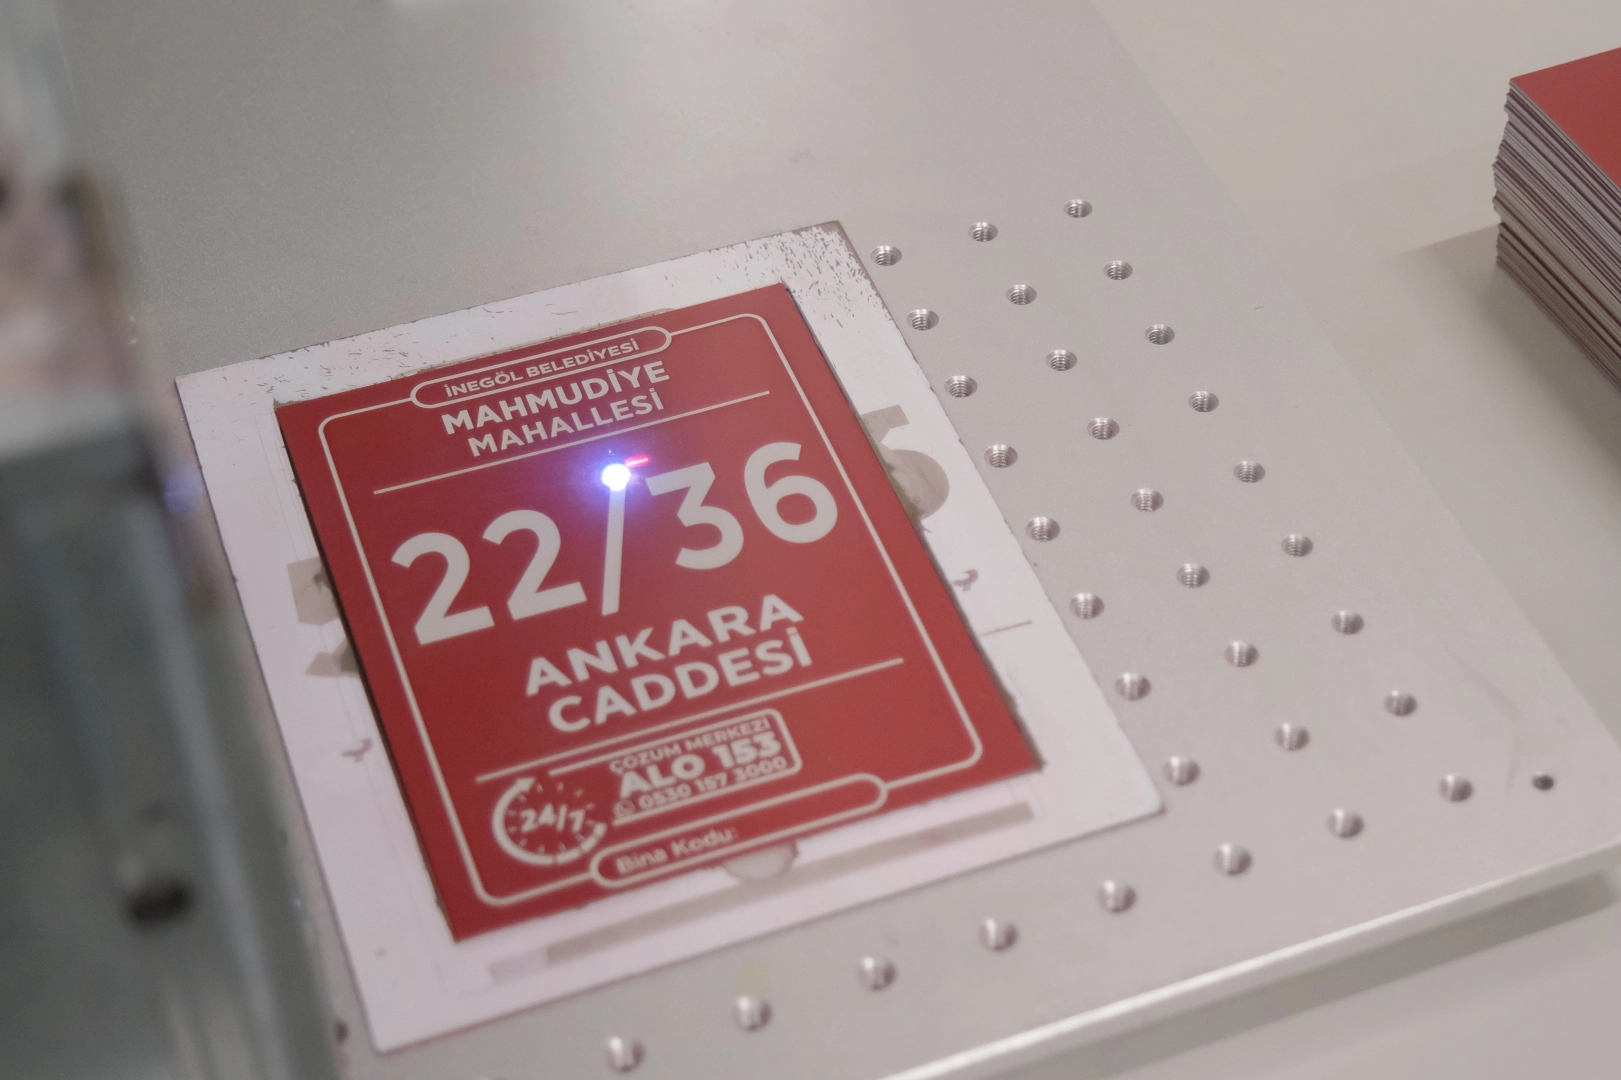 İNEGÖL BELEDİYESİ
MAHMUDİYE
MAHALLESİ
22/36
ANKARA
CADDESİ
ÇÖZÜM MERKEZİ
ALO 153
0530 157 3000
24/7
Bina Kodu: